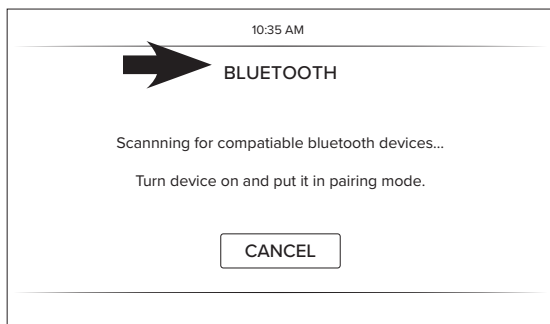 10:35 AM
BLUETOOTH
Scannning for compatiable bluetooth devices...
Turn device on and put it in pairing mode.
CANCEL